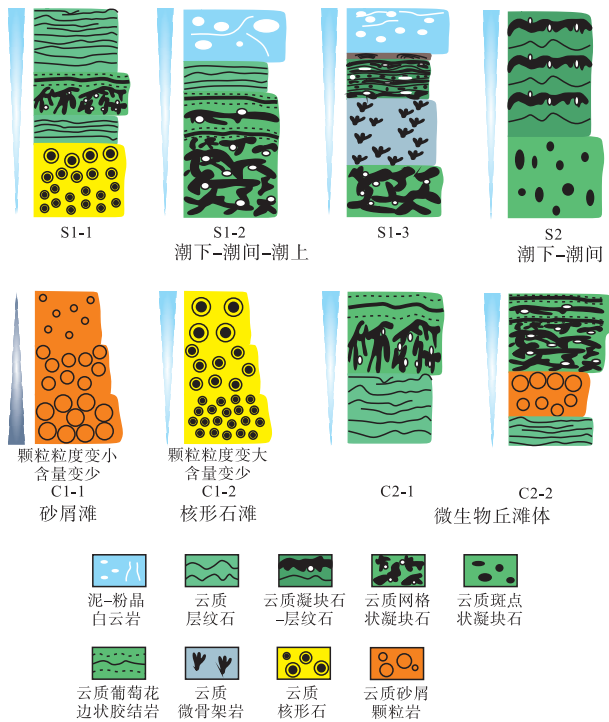 S1-1
S1-2
S1-3
S2
潮下-潮间-潮上
潮下-潮间
颗粒粒度变小
含量变少
C1-1
砂屑滩
颗粒粒度变大
含量变少
C1-2
核形石滩
C2-1
C2-2
微生物丘滩体
泥-粉晶
白云岩
云质
层纹石
云质凝块石
-层纹石
云质网格
状凝块石
云质斑点
状凝块石
云质葡萄花
边状胶结岩
云质
微骨架岩
云质
核形石
云质砂屑
颗粒岩